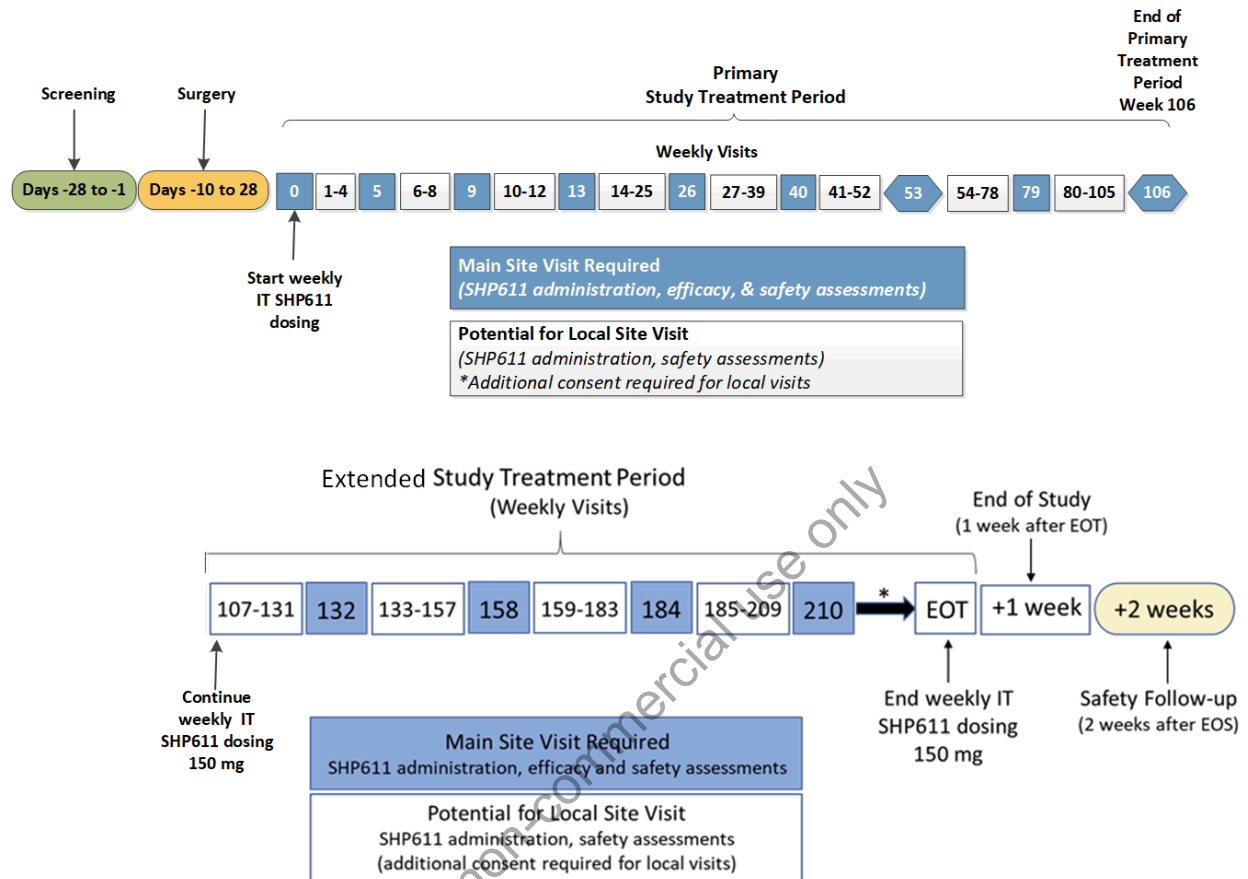 Screening
Surgery
Primary
Study Treatment Period
End of
Primary
Treatment
Period
Week 106
Weekly Visits
Days -28 to -1
Days -10 to 28
0
1-4
5
6-8
9
10-12
13
14-25
26
27-39
40
41-52
53
54-78
79
80-105
106
Start weekly
IT SHP611
dosing
Main Site Visit Required
(SHP611 administration, efficacy, & safety assessments)
Potential for Local Site Visit
(SHP611 administration, safety assessments)
*Additional consent required for local visits
Extended Study Treatment Period
(Weekly Visits)
End of Study
(1 week after EOT)
107-131
132
133-157
158
159-183
184
185-209
210
*
EOT
+1 week
+2 weeks
Continue
weekly IT
SHP611 dosing
150 mg
End weekly IT
SHP611 dosing
150 mg
Safety Follow-up
(2 weeks after EOS)
Main Site Visit Required
SHP611 administration, efficacy and safety assessments
Potential for Local Site Visit
SHP611 administration, safety assessments
(additional consent required for local visits)
non-commercial use only